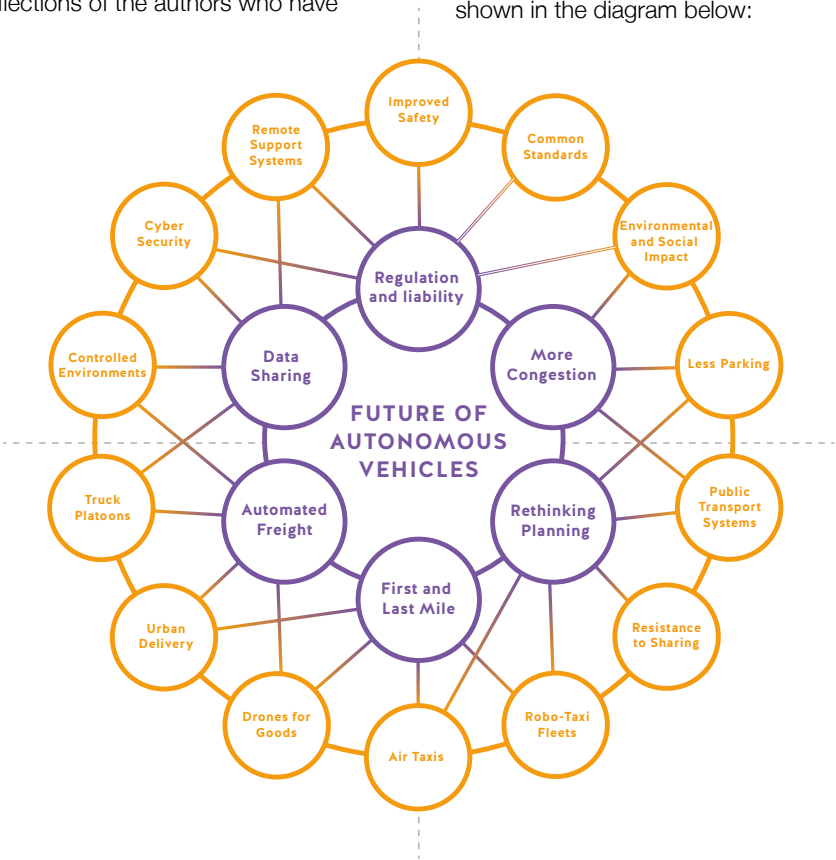 flections of the authors who have
shown in the diagram below:
Improved
Safety
Remote
Support
Systems
Common
Standards
Cyber
Security
Environmental
and Social
Impact
Regulation
and liability
Controlled
Environments
Data
Sharing
More
Congestion
Less Parking
FUTURE OF
AUTONOMOUS
VEHICLES
Truck
Platoons
Automated
Freight
Rethinking
Planning
Public
Transport
Systems
First and
Last Mile
Urban
Delivery
Resistance
to Sharing
Drones for
Goods
Air Taxis
Robo-Taxi
Fleets